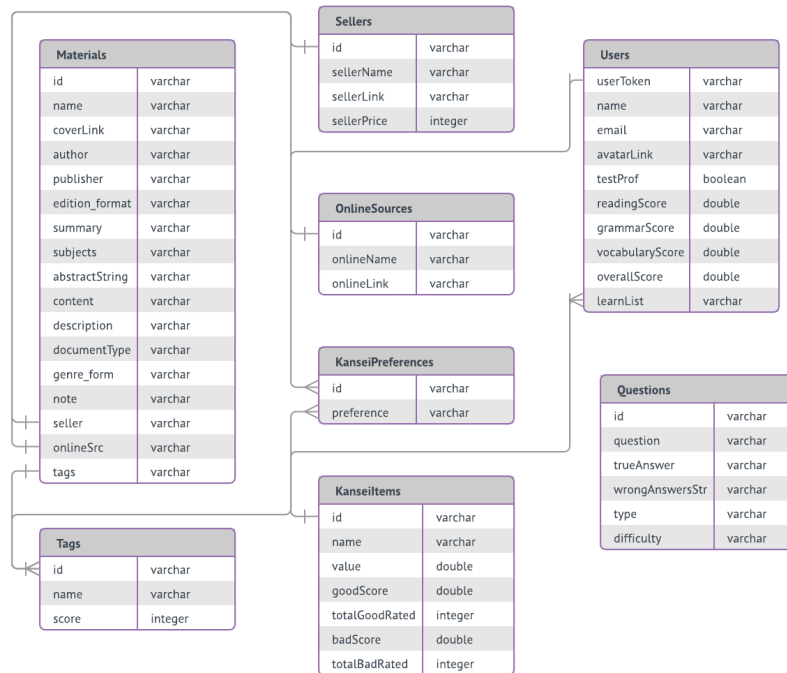 Materials
id varchar
name varchar
coverLink varchar
author varchar
publisher varchar
edition_format varchar
summary varchar
subjects varchar
abstractString varchar
content varchar
description varchar
documentType varchar
genre_form varchar
note varchar
seller varchar
onlineSrc varchar
tags varchar
Tags
id varchar
name varchar
score integer
Sellers
id varchar
sellerName varchar
sellerLink varchar
sellerPrice integer
OnlineSources
id varchar
onlineName varchar
onlineLink varchar
KanseiPreferences
id varchar
preference varchar
KanseiItems
id varchar
name varchar
value double
goodScore double
totalGoodRated integer
badScore double
totalBadRated integer
Users
userToken varchar
name varchar
email varchar
avatarLink varchar
testProf boolean
readingScore double
grammarScore double
vocabularyScore double
overallScore double
learnList varchar
Questions
id varchar
question varchar
trueAnswer varchar
wrongAnswersStr varchar
type varchar
difficulty varchar